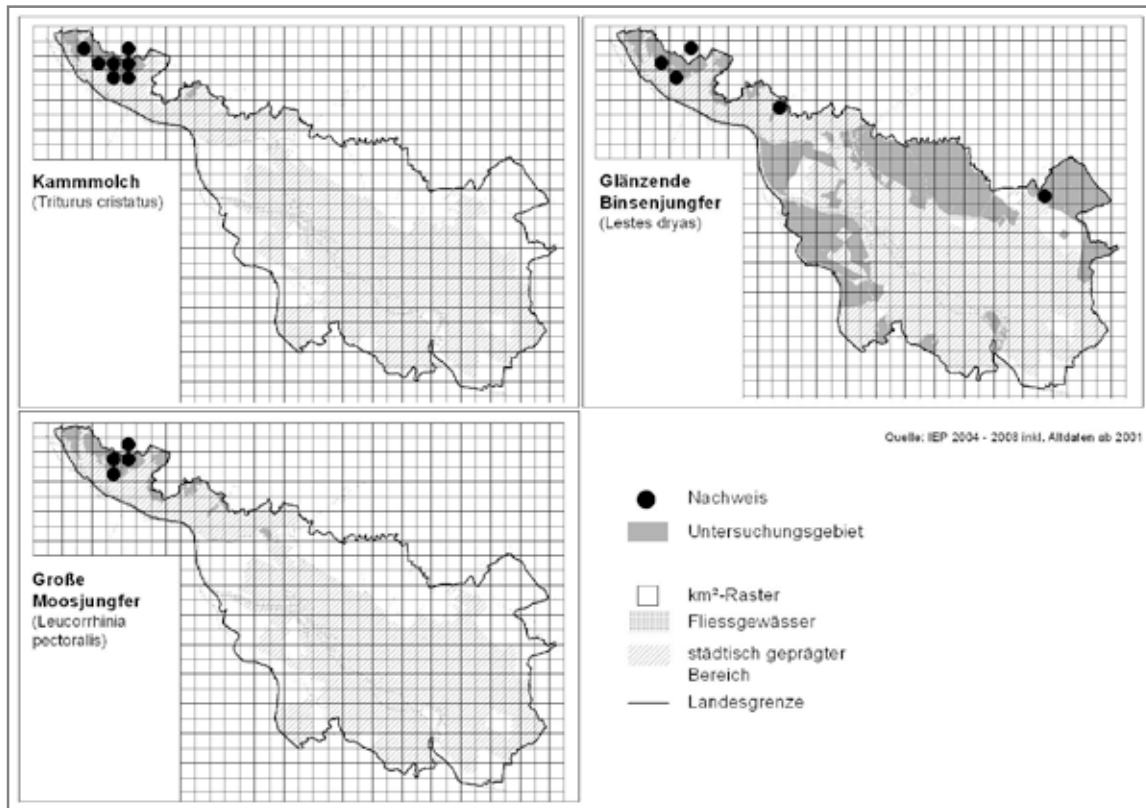 Kammmolch
(Triturus cristatus)
Glänzende
Binsenjungfer
(Lestes dryas)
Große
Moosjungfer
(Leucorrhinia
pectoralis)
Quelle: IEP 2004 - 2008 inkl. Altdaten ab 2001
Nachweis
Untersuchungsgebiet
km²-Raster
Fliessgewässer
städtisch geprägter
Bereich
Landesgrenze